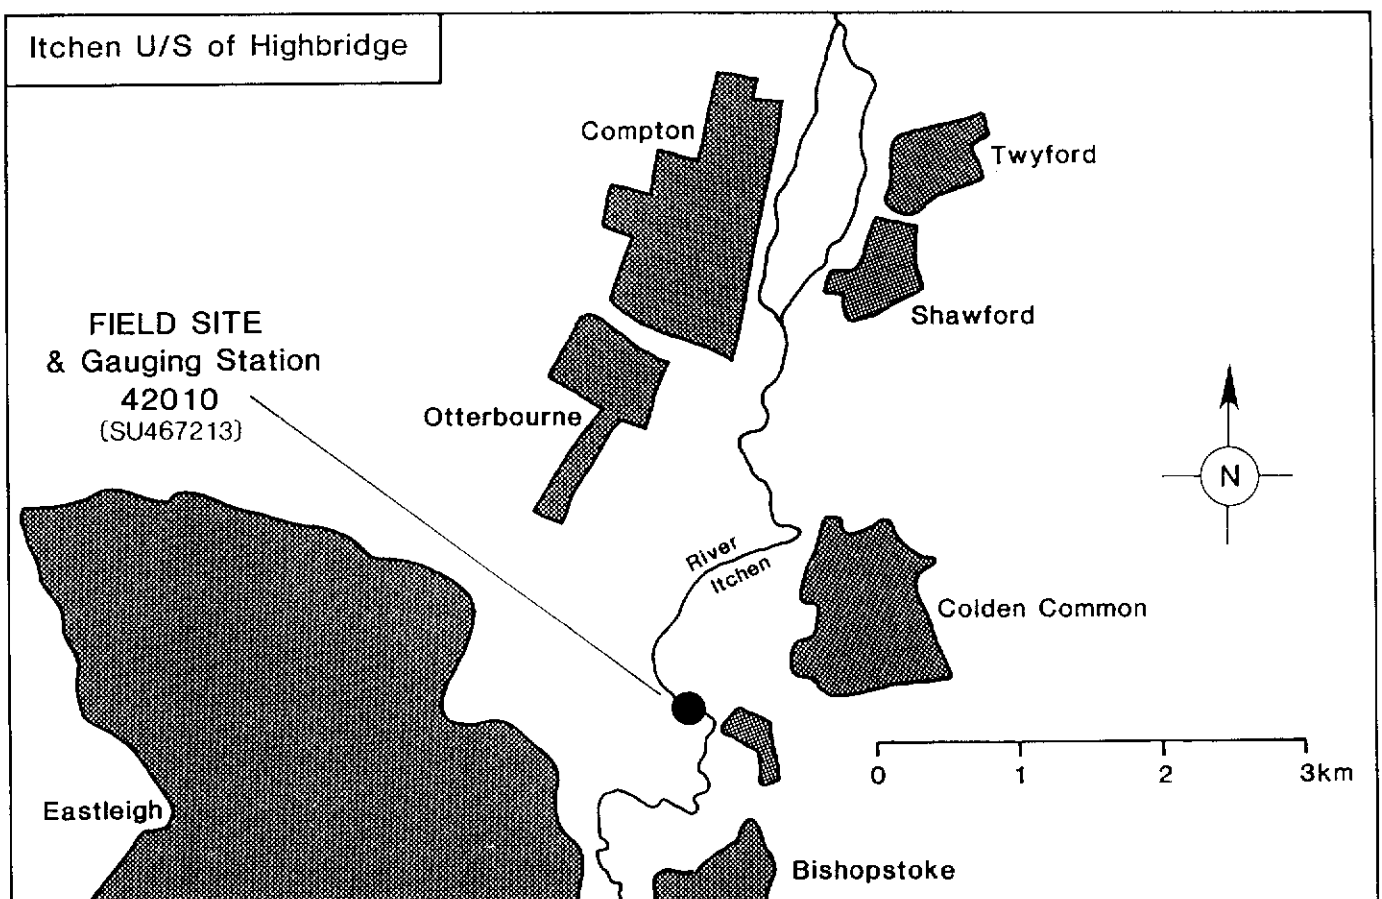 Itchen U/S of Highbridge
Compton
Twyford
Shawford
FIELD SITE
& Gauging Station
42010
(SU467213)
Otterbourne
N
River
Itchen
Colden Common
0 1 2 3km
Eastleigh
Bishopstoke